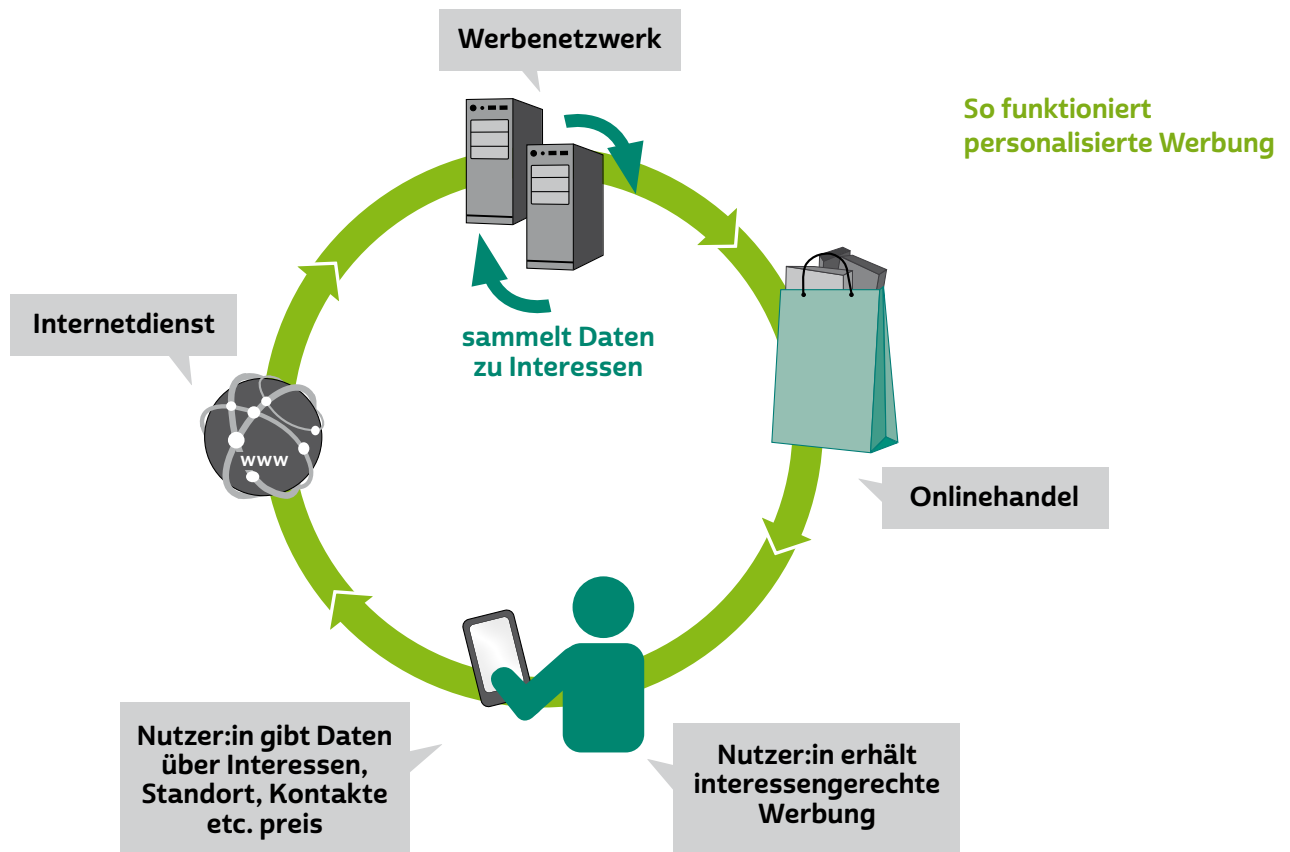 Werbenetzwerk
So funktioniert
personalisierte Werbung
sammelt Daten
zu Interessen
Internetdienst
www
Onlinehandel
Nutzer:in gibt Daten
über Interessen,
Standort, Kontakte
etc. preis
Nutzer:in erhält
interessengerechte
Werbung